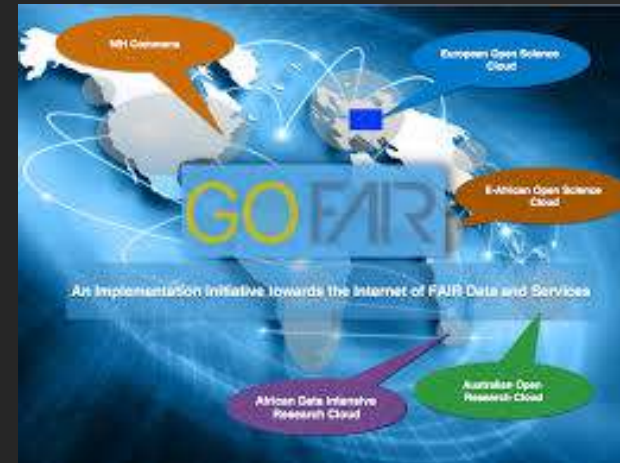 NIH Commons
European Open Science
Cloud
GO FAIR
E-African Open Science
Cloud
An Implementation Initiative towards the Internet of FAIR Data and Services
African Data Intensive
Research Cloud
Australian Open
Research Cloud